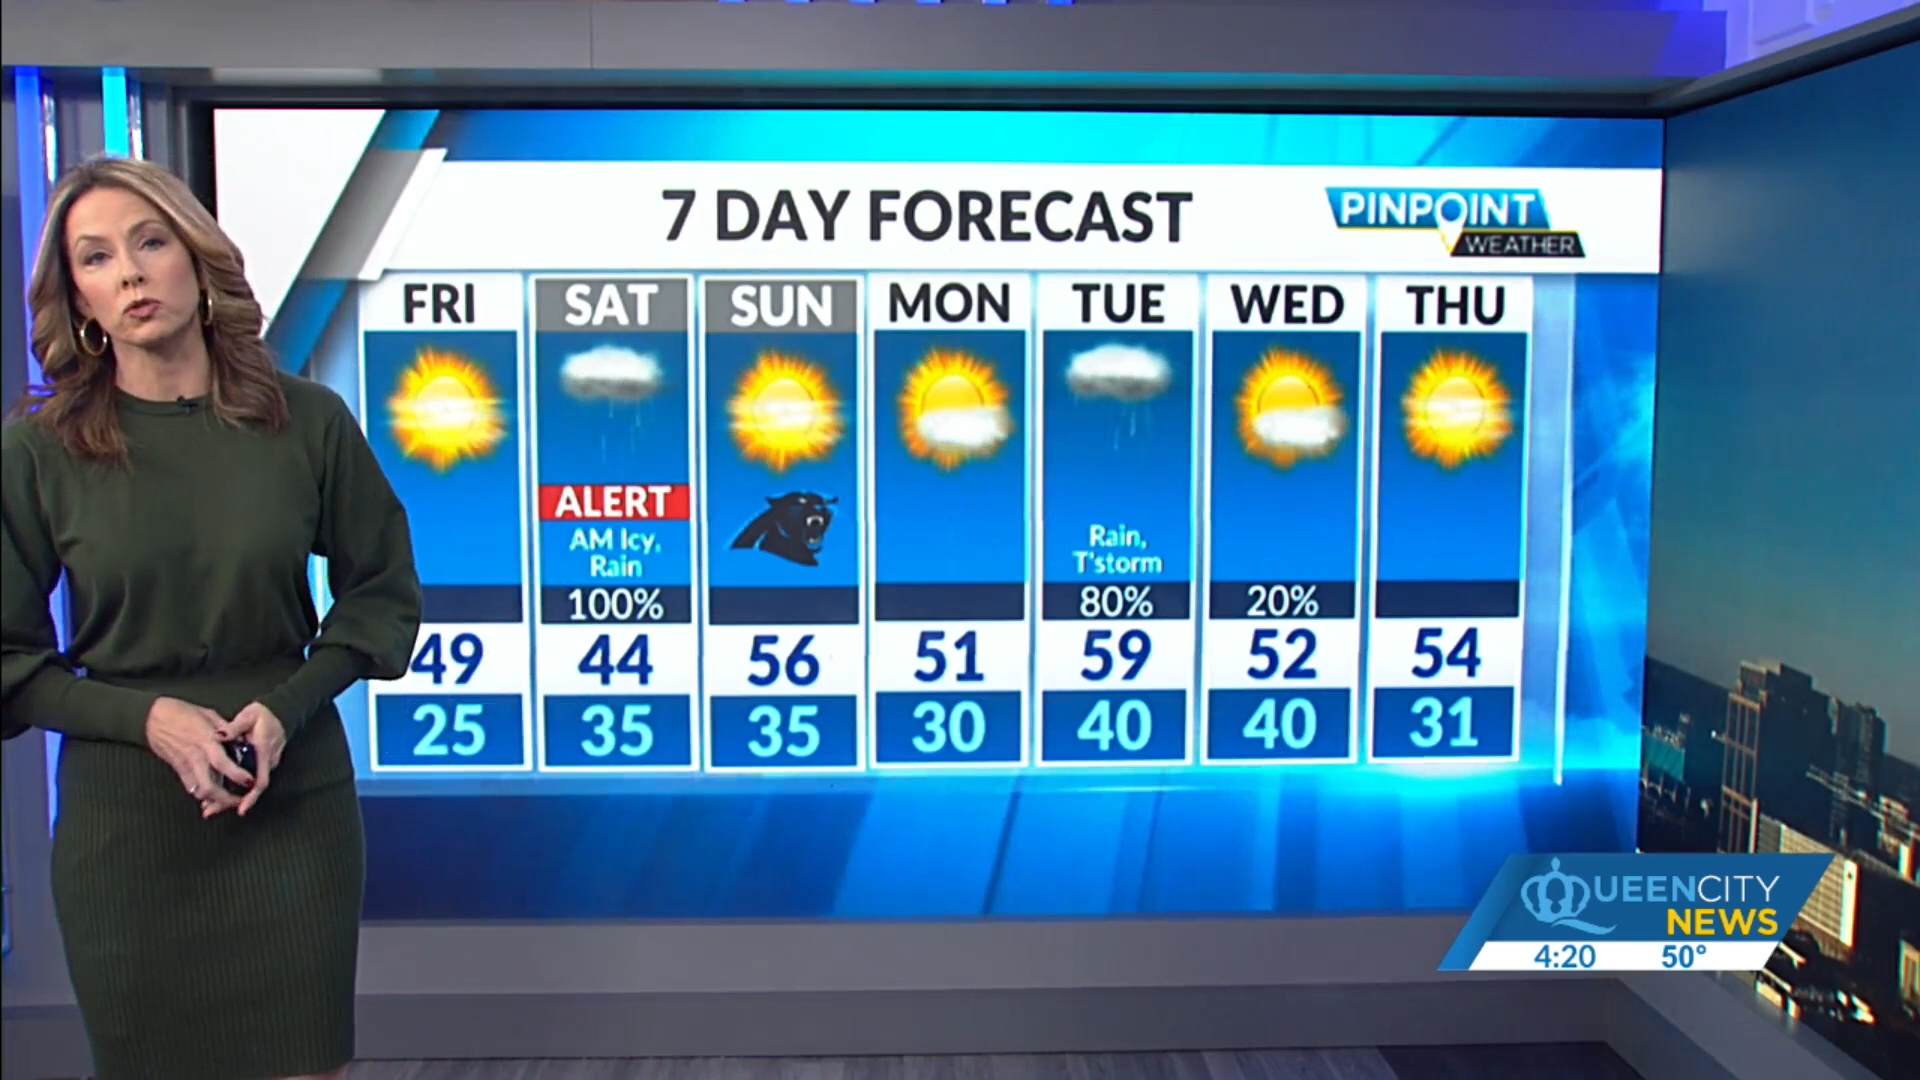 7 DAY FORECAST
PINPOINT
WEATHER
FRI SAT SUN MON TUE WED THU
ALERT
AM Icy,
Rain
Rain,
T'storm
100% 80% 20%
49 44 56 51 59 52 54
25 35 35 30 40 40 31
QUEENCITY
NEWS
4:20 50°